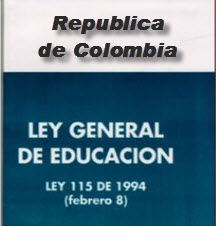 Republica
de Colombia
LEY GENERAL
DE EDUCACION
LEY 115 DE 1994
(febrero 8)